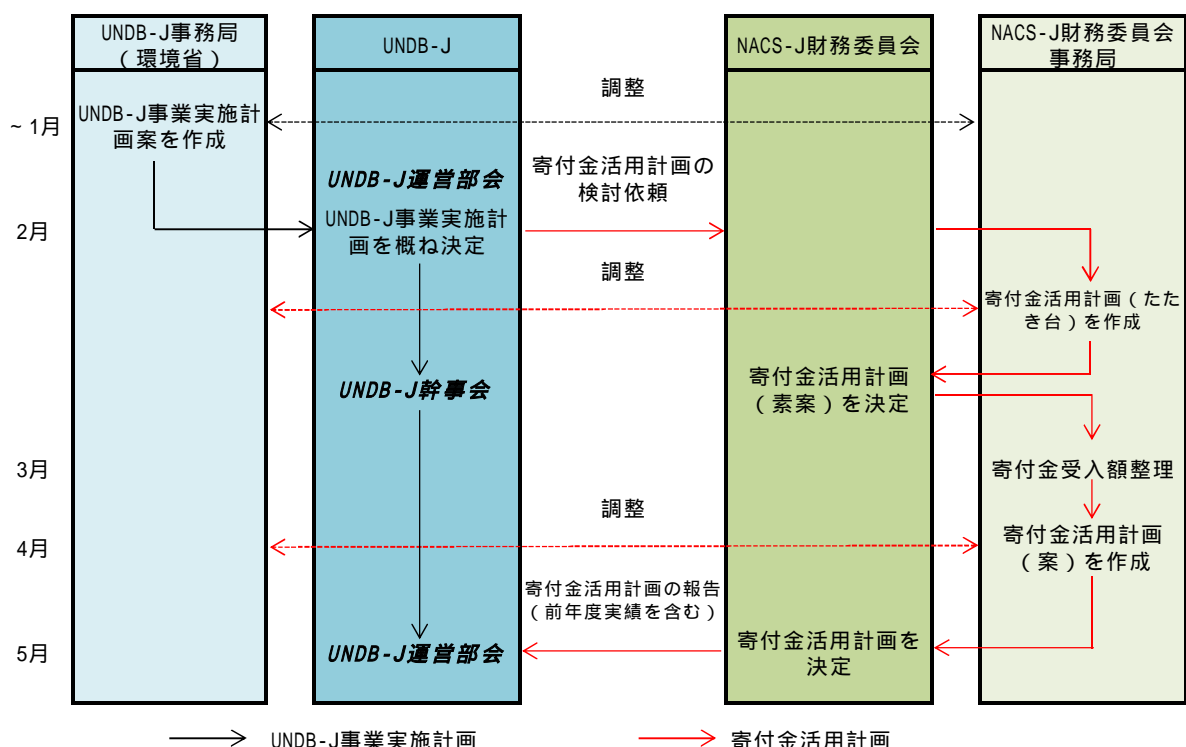 UNDB-J事務局
(環境省)
UNDB-J
NACS-J財務委員会
NACS-J財務委員会
事務局
調整
~1月
UNDB-J事業実施計
画案を作成
UNDB-J運営部会
寄付金活用計画の
検討依頼
2月
UNDB-J事業実施計
画を概ね決定
調整
寄付金活用計画(たた
き台)を作成
UNDB-J幹事会
寄付金活用計画
(素案)を決定
3月
寄付金受入額整理
調整
4月
寄付金活用計画
(案)を作成
寄付金活用計画の報告
(前年度実績を含む)
5月
UNDB-J運営部会
寄付金活用計画を
決定
UNDB-J事業実施計画
寄付金活用計画